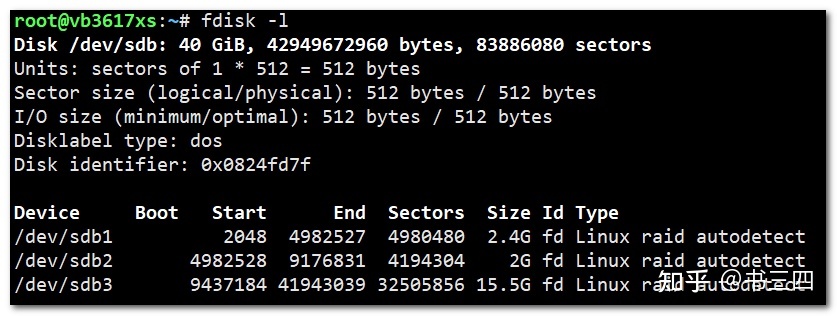 root@vb3617xs:~# fdisk -l
Disk /dev/sdb: 40 GiB, 42949672960 bytes, 83886080 sectors
Units: sectors of 1 * 512 = 512 bytes
Sector size (logical/physical): 512 bytes / 512 bytes
I/O size (minimum/optimal): 512 bytes / 512 bytes
Disklabel type: dos
Disk identifier: 0x0824fd7f
Device Boot Start End Sectors Size Id Type
/dev/sdb1 2048 4982527 4980480 2.4G fd Linux raid autodetect
/dev/sdb2 4982528 9176831 4194304 2G fd Linux raid autodetect
/dev/sdb3 9437184 41943039 32505856 15.5G fd Linux raid autodetect
知乎 @书三四